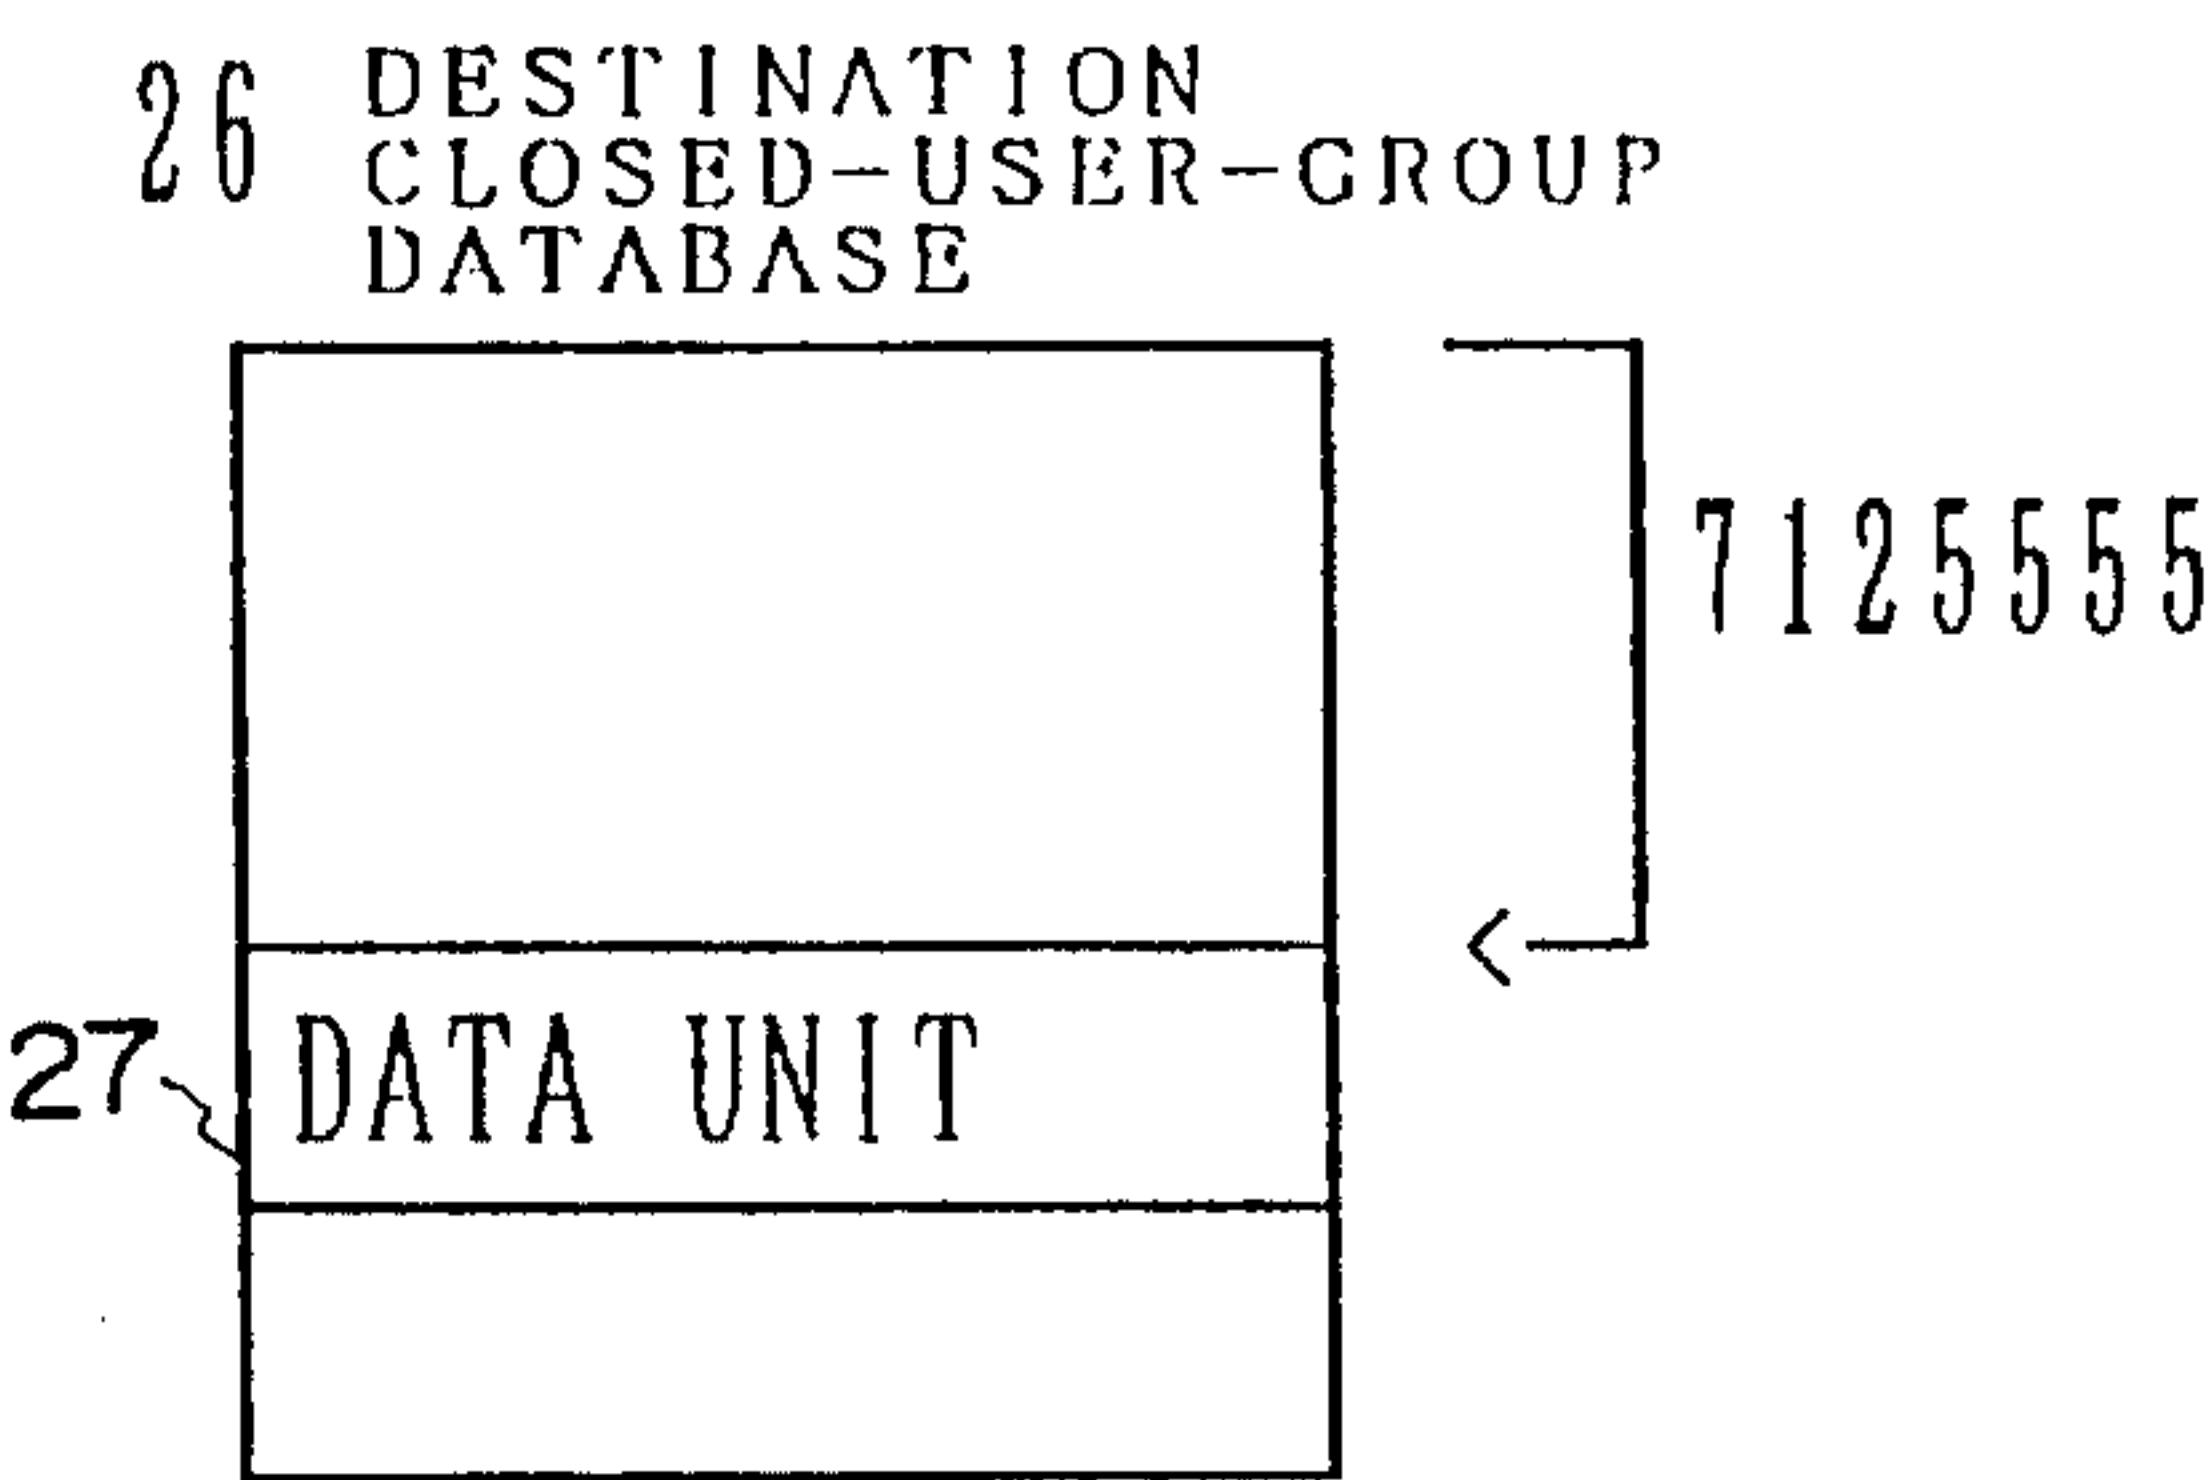 26 DESTINATION
CLOSED-USER-GROUP
DATABASE
7125555
27 DATA UNIT